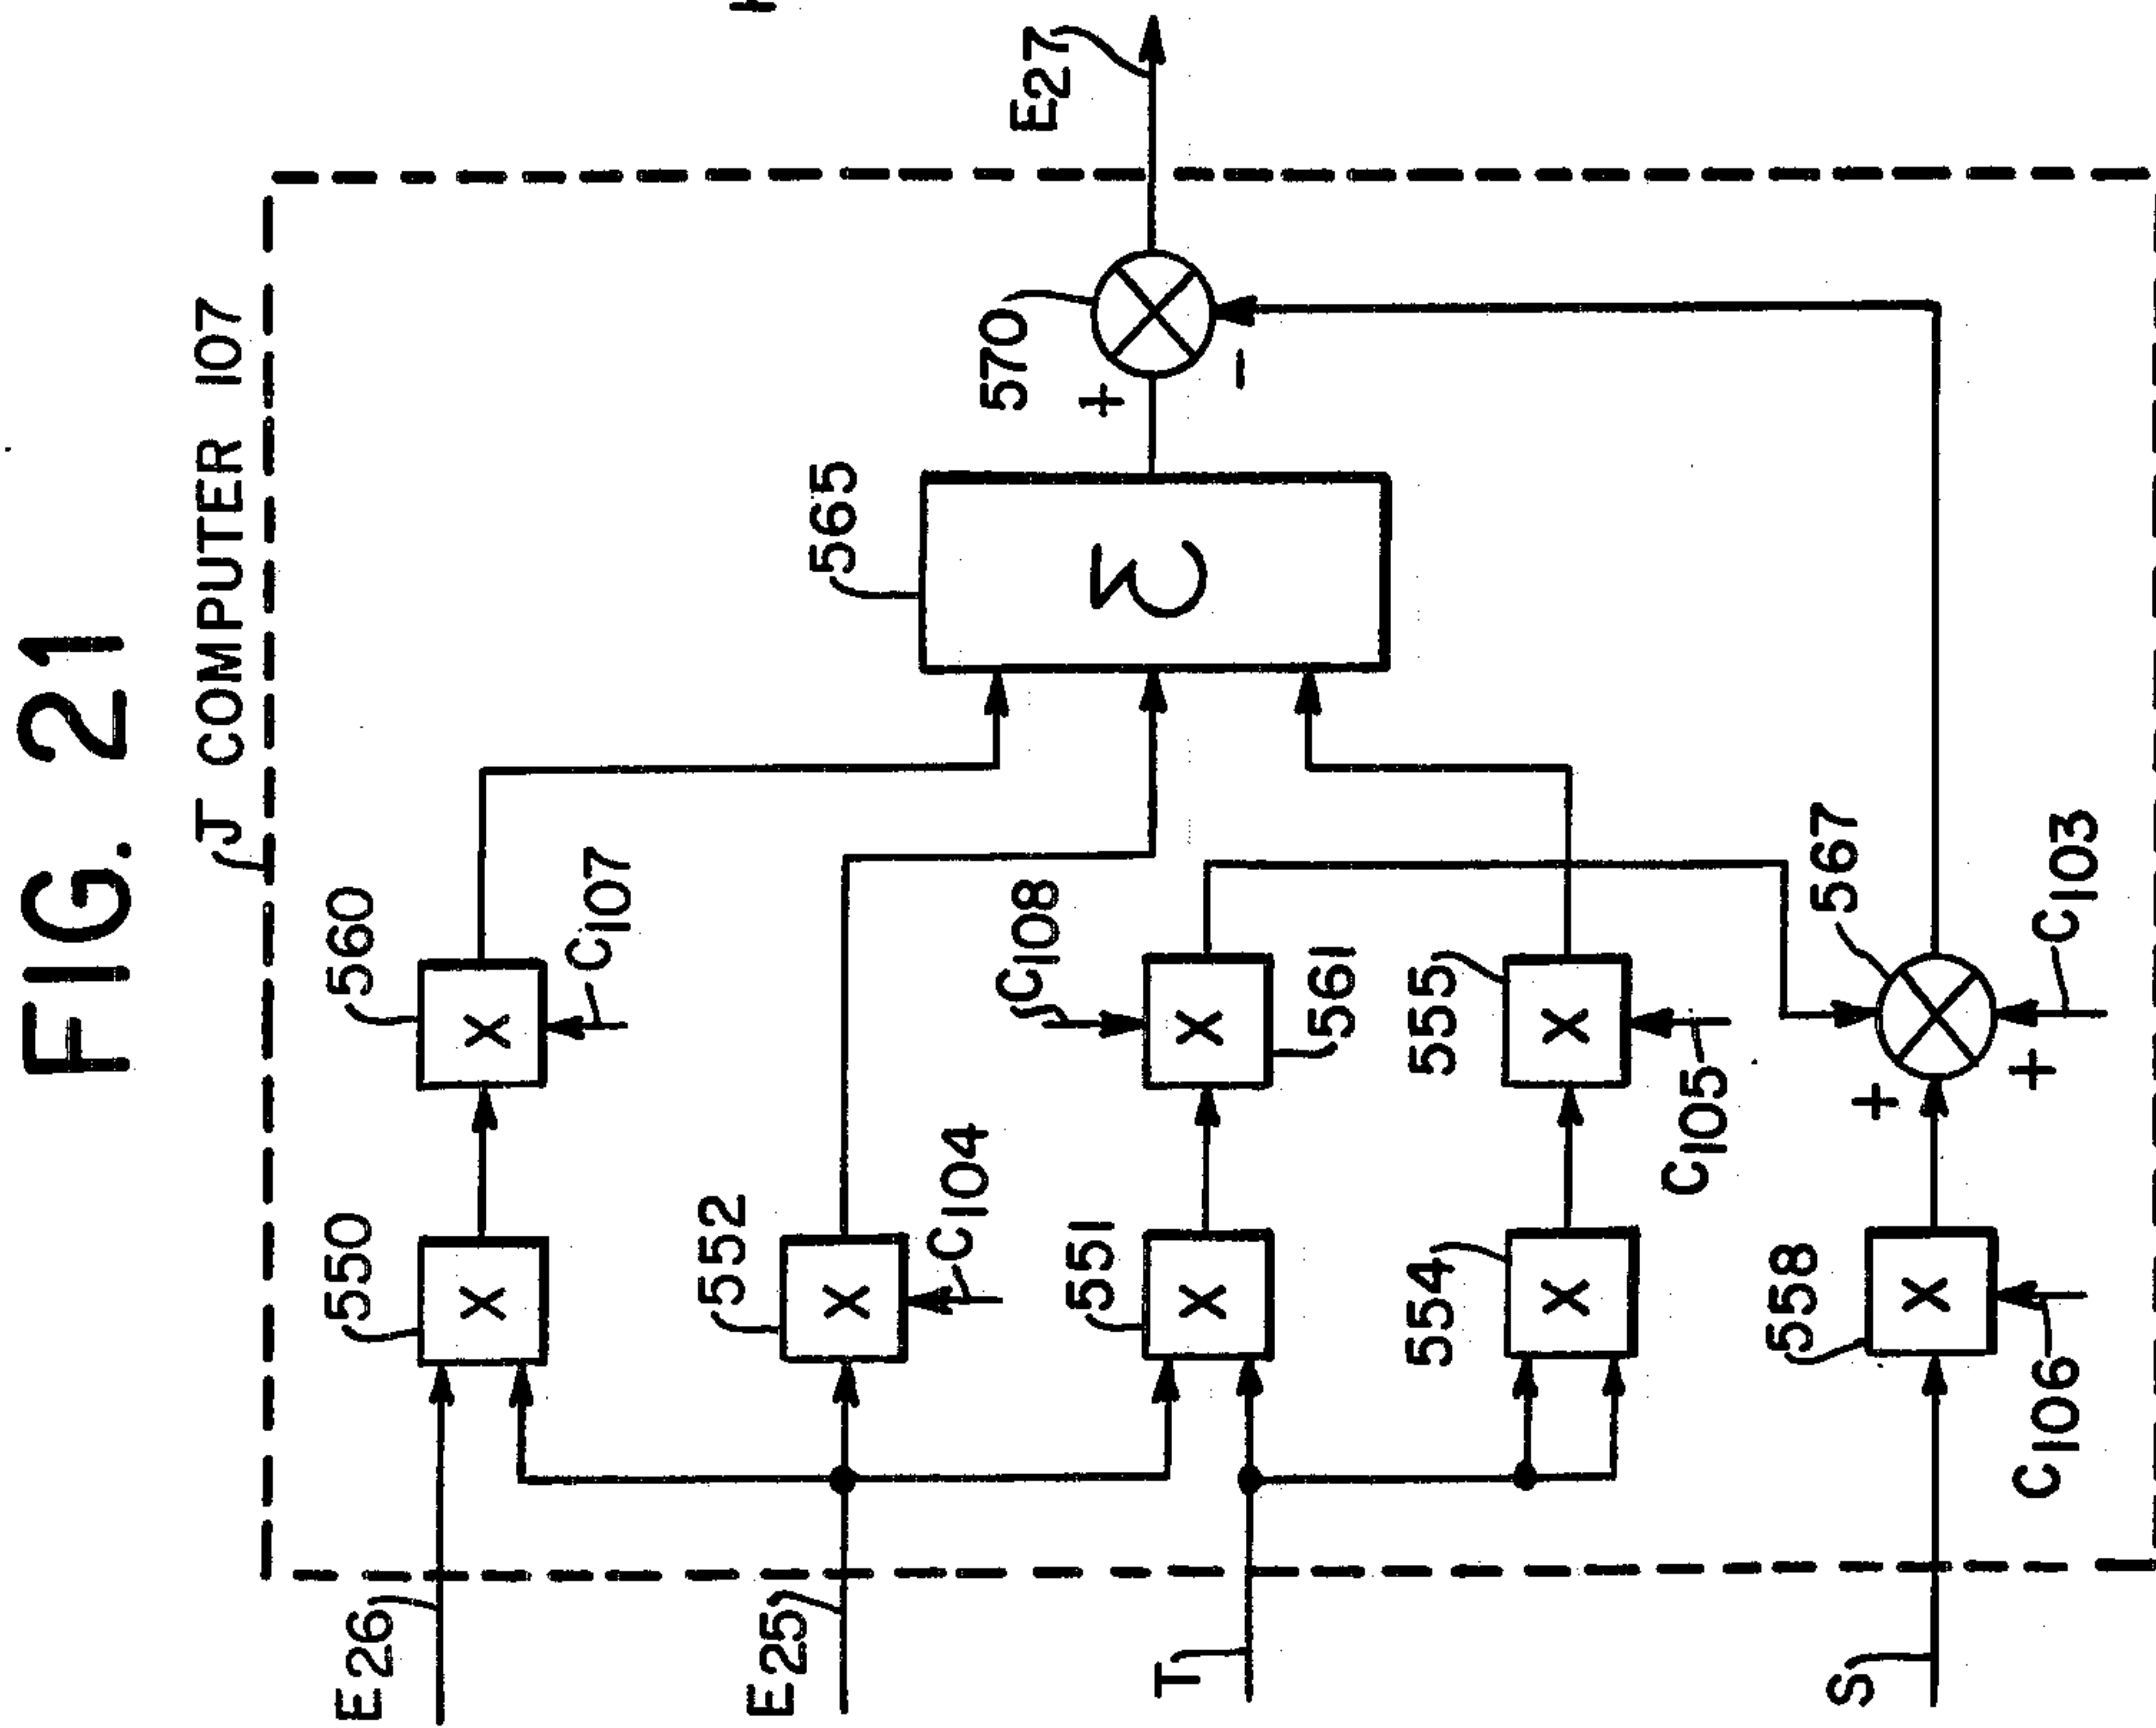 FIG. 21
J COMPUTER 107
E26
550
X
560
X
C107
E25
552
X
C104
565
Σ
570
+
-
E27
T
551
X
C108
X
561
554
X
555
X
C105
S
558
X
C106
567
+
+
C103